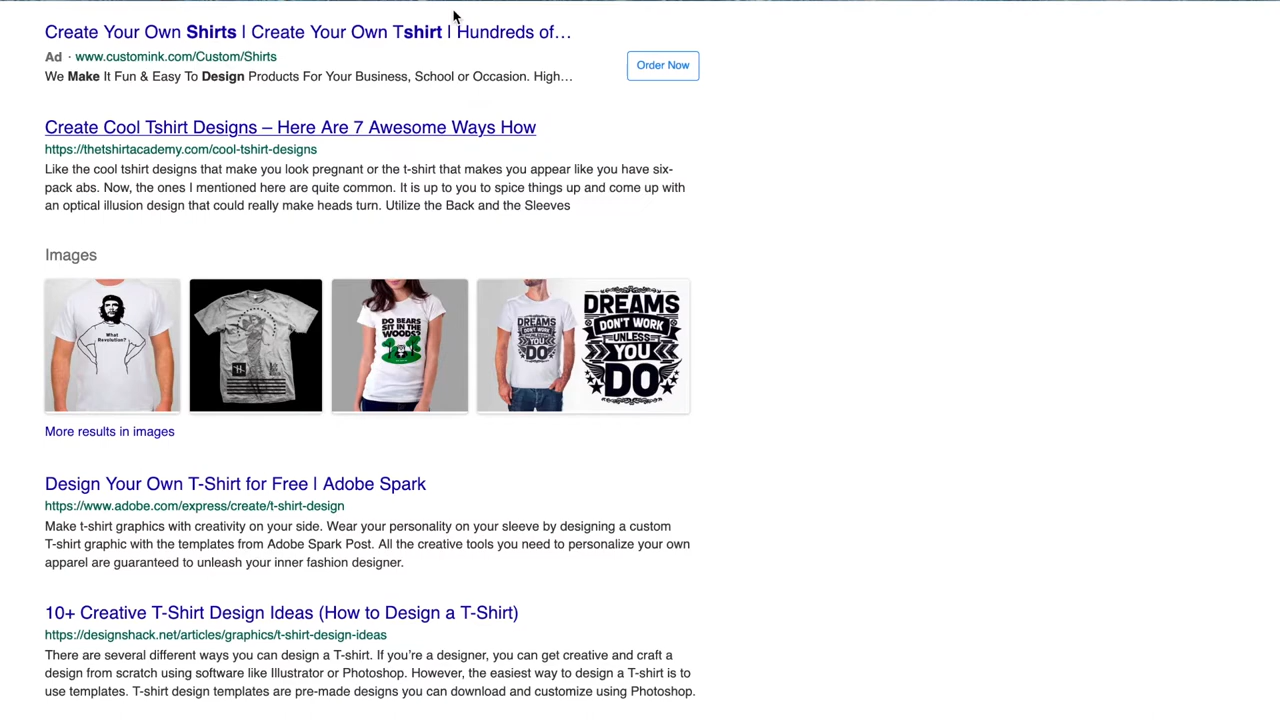 Create Your Own Shirts | Create Your Own Tshirt | Hundreds of...
Ad · www.customink.com/Custom/Shirts
We Make It Fun & Easy To Design Products For Your Business, School or Occasion. High...
Order Now
Create Cool Tshirt Designs – Here Are 7 Awesome Ways How
https://thetshirtacademy.com/cool-tshirt-designs
Like the cool tshirt designs that make you look pregnant or the t-shirt that makes you appear like you have six-
pack abs. Now, the ones I mentioned here are quite common. It is up to you to spice things up and come up with
an optical illusion design that could really make heads turn. Utilize the Back and the Sleeves
Images
What
Revolution?
H
DO BEARS
SIT IN THE
WOODS?
DREAMS
DON'T WORK
UNLESS
YOU
DO
DREAMS
DON'T WORK
UNLESS
YOU
DO
More results in images
Design Your Own T-Shirt for Free | Adobe Spark
https://www.adobe.com/express/create/t-shirt-design
Make t-shirt graphics with creativity on your side. Wear your personality on your sleeve by designing a custom
T-shirt graphic with the templates from Adobe Spark Post. All the creative tools you need to personalize your own
apparel are guaranteed to unleash your inner fashion designer.
10+ Creative T-Shirt Design Ideas (How to Design a T-Shirt)
https://designshack.net/articles/graphics/t-shirt-design-ideas
There are several different ways you can design a T-shirt. If you're a designer, you can get creative and craft a
design from scratch using software like Illustrator or Photoshop. However, the easiest way to design a T-shirt is to
use templates. T-shirt design templates are pre-made designs you can download and customize using Photoshop.